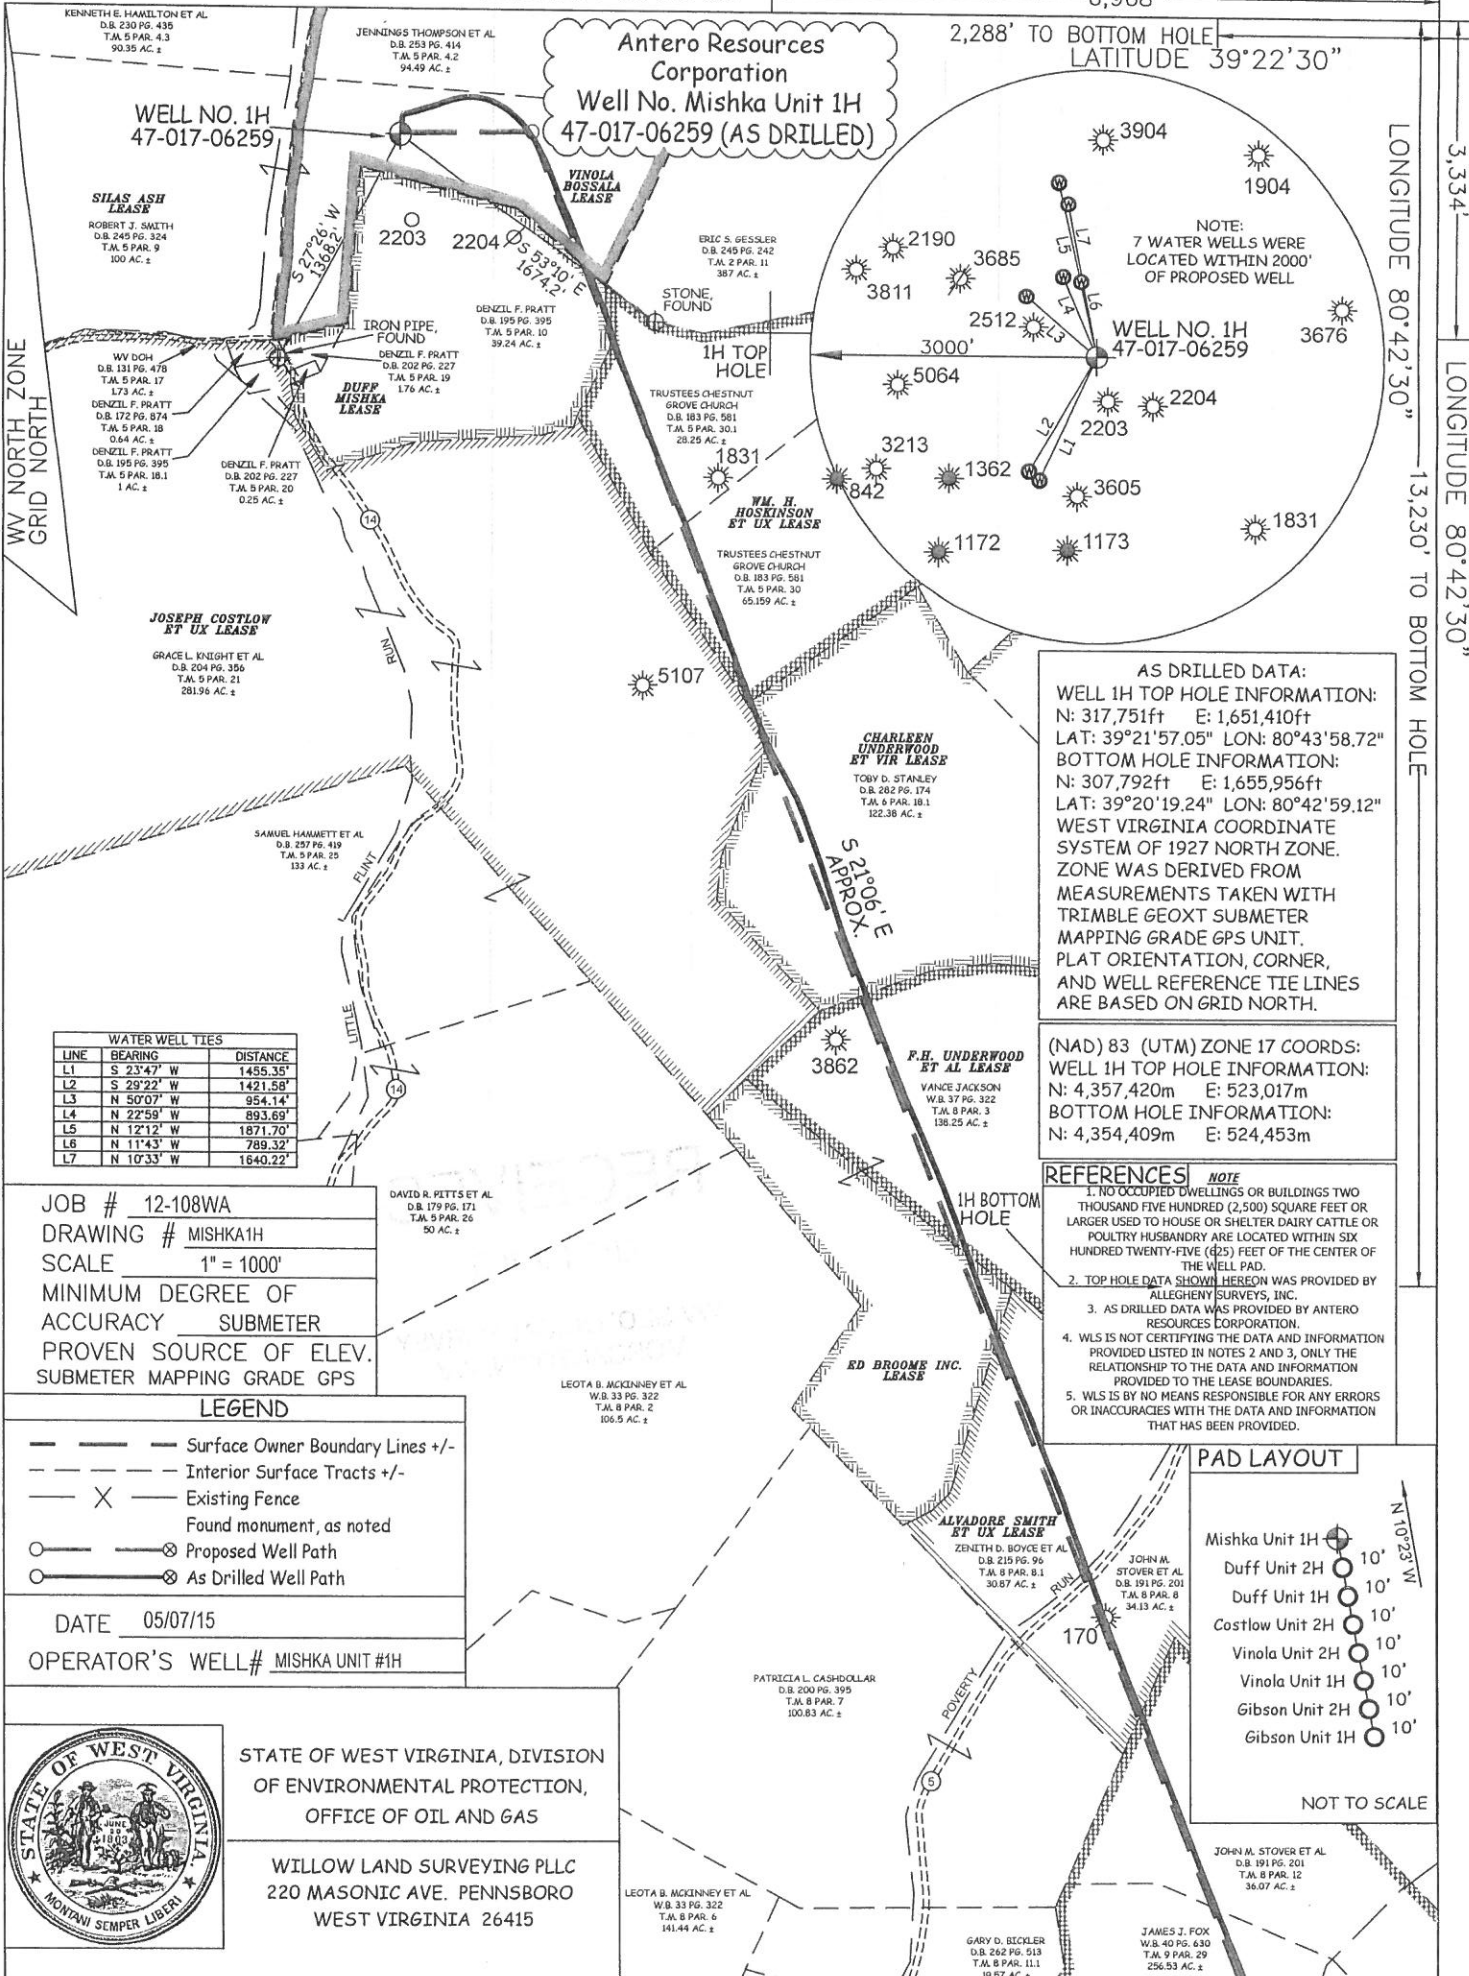 2,288' TO BOTTOM HOLE
LATITUDE 39°22'30"
KENNETH E. HAMILTON ET AL
D.B. 230 PG. 435
T.M. 5 PAR. 4.3
90.35 AC. ±
JENNINGS THOMPSON ET AL
D.B. 253 PG. 414
T.M. 5 PAR. 4.2
94.49 AC. ±
Antero Resources
Corporation
Well No. Mishka Unit 1H
47-017-06259 (AS DRILLED)
WELL NO. 1H
47-017-06259
SILAS ASH
LEASE
ROBERT J. SMITH
D.B. 245 PG. 324
T.M. 5 PAR. 9
100 AC. ±
S 27°26' W
1368.2'
2203
2204
S 53°10' E
1674.2'
VINOLA
BOSSALA
LEASE
ERIC S. GESSLER
D.B. 245 PG. 242
T.M. 2 PAR. 11
387 AC. ±
STONE,
FOUND
1H TOP
HOLE
DENZIL F. PRATT
D.B. 195 PG. 395
T.M. 5 PAR. 10
39.24 AC. ±
IRON PIPE,
FOUND
DENZIL F. PRATT
D.B. 202 PG. 227
T.M. 5 PAR. 19
1.76 AC. ±
DUFF
MISHKA
LEASE
WV DOH
D.B. 131 PG. 478
T.M. 5 PAR. 17
1.73 AC. ±
DENZIL F. PRATT
D.B. 172 PG. 874
T.M. 5 PAR. 18
0.64 AC. ±
DENZIL F. PRATT
D.B. 195 PG. 395
T.M. 5 PAR. 18.1
1 AC. ±
DENZIL F. PRATT
D.B. 202 PG. 227
T.M. 5 PAR. 20
0.25 AC. ±
WV NORTH ZONE
GRID NORTH
TRUSTEES CHESTNUT
GROVE CHURCH
D.B. 183 PG. 581
T.M. 5 PAR. 30.1
28.25 AC. ±
1831
WM. H.
HOSKINSON
ET UX LEASE
TRUSTEES CHESTNUT
GROVE CHURCH
D.B. 183 PG. 581
T.M. 5 PAR. 30
65.159 AC. ±
3904
1904
NOTE:
7 WATER WELLS WERE
LOCATED WITHIN 2000'
OF PROPOSED WELL
2190
3685
3811
2512
L7
L5
L4
L6
L3
WELL NO. 1H
47-017-06259
3676
3000'
5064
2203
2204
L2
L1
3213
842
1362
3605
1172
1173
1831
3,334'
LONGITUDE 80°42'30"
13,230' TO BOTTOM HOLE
LONGITUDE 80°42'30"
14
RUN
JOSEPH COSTLOW
ET UX LEASE
GRACE L. KNIGHT ET AL
D.B. 204 PG. 356
T.M. 5 PAR. 21
281.96 AC. ±
5107
CHARLEEN
UNDERWOOD
ET VIR LEASE
TOBY D. STANLEY
D.B. 282 PG. 174
T.M. 6 PAR. 18.1
122.38 AC. ±
S 21°06' E
APPROX.
SAMUEL HAMMETT ET AL
D.B. 257 PG. 419
T.M. 5 PAR. 25
133 AC. ±
FLINT
LITTLE
14
AS DRILLED DATA:
WELL 1H TOP HOLE INFORMATION:
N: 317,751ft E: 1,651,410ft
LAT: 39°21'57.05" LON: 80°43'58.72"
BOTTOM HOLE INFORMATION:
N: 307,792ft E: 1,655,956ft
LAT: 39°20'19.24" LON: 80°42'59.12"
WEST VIRGINIA COORDINATE
SYSTEM OF 1927 NORTH ZONE.
ZONE WAS DERIVED FROM
MEASUREMENTS TAKEN WITH
TRIMBLE GEOXT SUBMETER
MAPPING GRADE GPS UNIT.
PLAT ORIENTATION, CORNER,
AND WELL REFERENCE TIE LINES
ARE BASED ON GRID NORTH.
(NAD) 83 (UTM) ZONE 17 COORDS:
WELL 1H TOP HOLE INFORMATION:
N: 4,357,420m E: 523,017m
BOTTOM HOLE INFORMATION:
N: 4,354,409m E: 524,453m
3862
F.H. UNDERWOOD
ET AL LEASE
VANCE JACKSON
W.B. 37 PG. 322
T.M. 8 PAR. 3
136.25 AC. ±
WATER WELL TIES
LINE BEARING DISTANCE
L1 S 23°47' W 1455.35'
L2 S 29°22' W 1421.58'
L3 N 50°07' W 954.14'
L4 N 22°59' W 893.69'
L5 N 12°12' W 1871.70'
L6 N 11°43' W 789.32'
L7 N 10°33' W 1640.22'
REFERENCES NOTE
1. NO OCCUPIED DWELLINGS OR BUILDINGS TWO
THOUSAND FIVE HUNDRED (2,500) SQUARE FEET OR
LARGER USED TO HOUSE OR SHELTER DAIRY CATTLE OR
POULTRY HUSBANDRY ARE LOCATED WITHIN SIX
HUNDRED TWENTY-FIVE (625) FEET OF THE CENTER OF
THE WELL PAD.
2. TOP HOLE DATA SHOWN HEREON WAS PROVIDED BY
ALLEGHENY SURVEYS, INC.
3. AS DRILLED DATA WAS PROVIDED BY ANTERO
RESOURCES CORPORATION.
4. WLS IS NOT CERTIFYING THE DATA AND INFORMATION
PROVIDED LISTED IN NOTES 2 AND 3, ONLY THE
RELATIONSHIP TO THE DATA AND INFORMATION
PROVIDED TO THE LEASE BOUNDARIES.
5. WLS IS BY NO MEANS RESPONSIBLE FOR ANY ERRORS
OR INACCURACIES WITH THE DATA AND INFORMATION
THAT HAS BEEN PROVIDED.
1H BOTTOM
HOLE
DAVID R. PITTS ET AL
D.B. 179 PG. 171
T.M. 5 PAR. 26
50 AC. ±
JOB # 12-108WA
DRAWING # MISHKA1H
SCALE 1" = 1000'
MINIMUM DEGREE OF
ACCURACY SUBMETER
PROVEN SOURCE OF ELEV.
SUBMETER MAPPING GRADE GPS
ED BROOME INC.
LEASE
LEOTA B. MCKINNEY ET AL
W.B. 33 PG. 322
T.M. 8 PAR. 2
106.5 AC. ±
LEGEND
Surface Owner Boundary Lines +/-
Interior Surface Tracts +/-
X Existing Fence
Found monument, as noted
Proposed Well Path
As Drilled Well Path
DATE 05/07/15
OPERATOR'S WELL# MISHKA UNIT #1H
ALVADORE SMITH
ET UX LEASE
ZENITH D. BOYCE ET AL
D.B. 215 PG. 96
T.M. 8 PAR. 8.1
30.87 AC. ±
JOHN M.
STOVER ET AL
D.B. 191 PG. 201
T.M. 8 PAR. 8
34.13 AC. ±
RUN
170
POVERTY
5
PAD LAYOUT
N 10°23' W
Mishka Unit 1H
10'
Duff Unit 2H
10'
Duff Unit 1H
10'
Costlow Unit 2H
10'
Vinola Unit 2H
10'
Vinola Unit 1H
10'
Gibson Unit 2H
10'
Gibson Unit 1H
NOT TO SCALE
PATRICIA L. CASHDOLLAR
D.B. 200 PG. 395
T.M. 8 PAR. 7
100.83 AC. ±
STATE OF WEST VIRGINIA
JUNE
20
1863
MONTANI SEMPER LIBERI
STATE OF WEST VIRGINIA, DIVISION
OF ENVIRONMENTAL PROTECTION,
OFFICE OF OIL AND GAS
WILLOW LAND SURVEYING PLLC
220 MASONIC AVE. PENNSBORO
WEST VIRGINIA 26415
LEOTA B. MCKINNEY ET AL
W.B. 33 PG. 322
T.M. 8 PAR. 6
141.44 AC. ±
GARY D. BICKLER
D.B. 262 PG. 513
T.M. 8 PAR. 11.1
JAMES J. FOX
W.B. 40 PG. 630
T.M. 9 PAR. 29
256.53 AC. ±
JOHN M. STOVER ET AL
D.B. 191 PG. 201
T.M. 8 PAR. 12
36.07 AC. ±